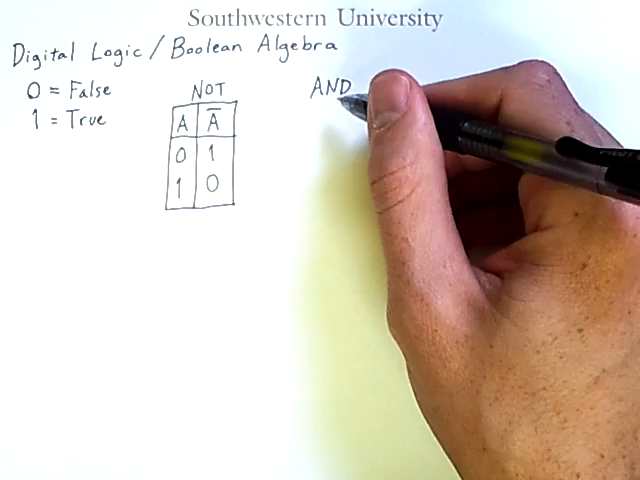 Southwestern University
Digital Logic / Boolean Algebra
0 = False
1 = True
NOT
A A̅
0 1
1 0
AND